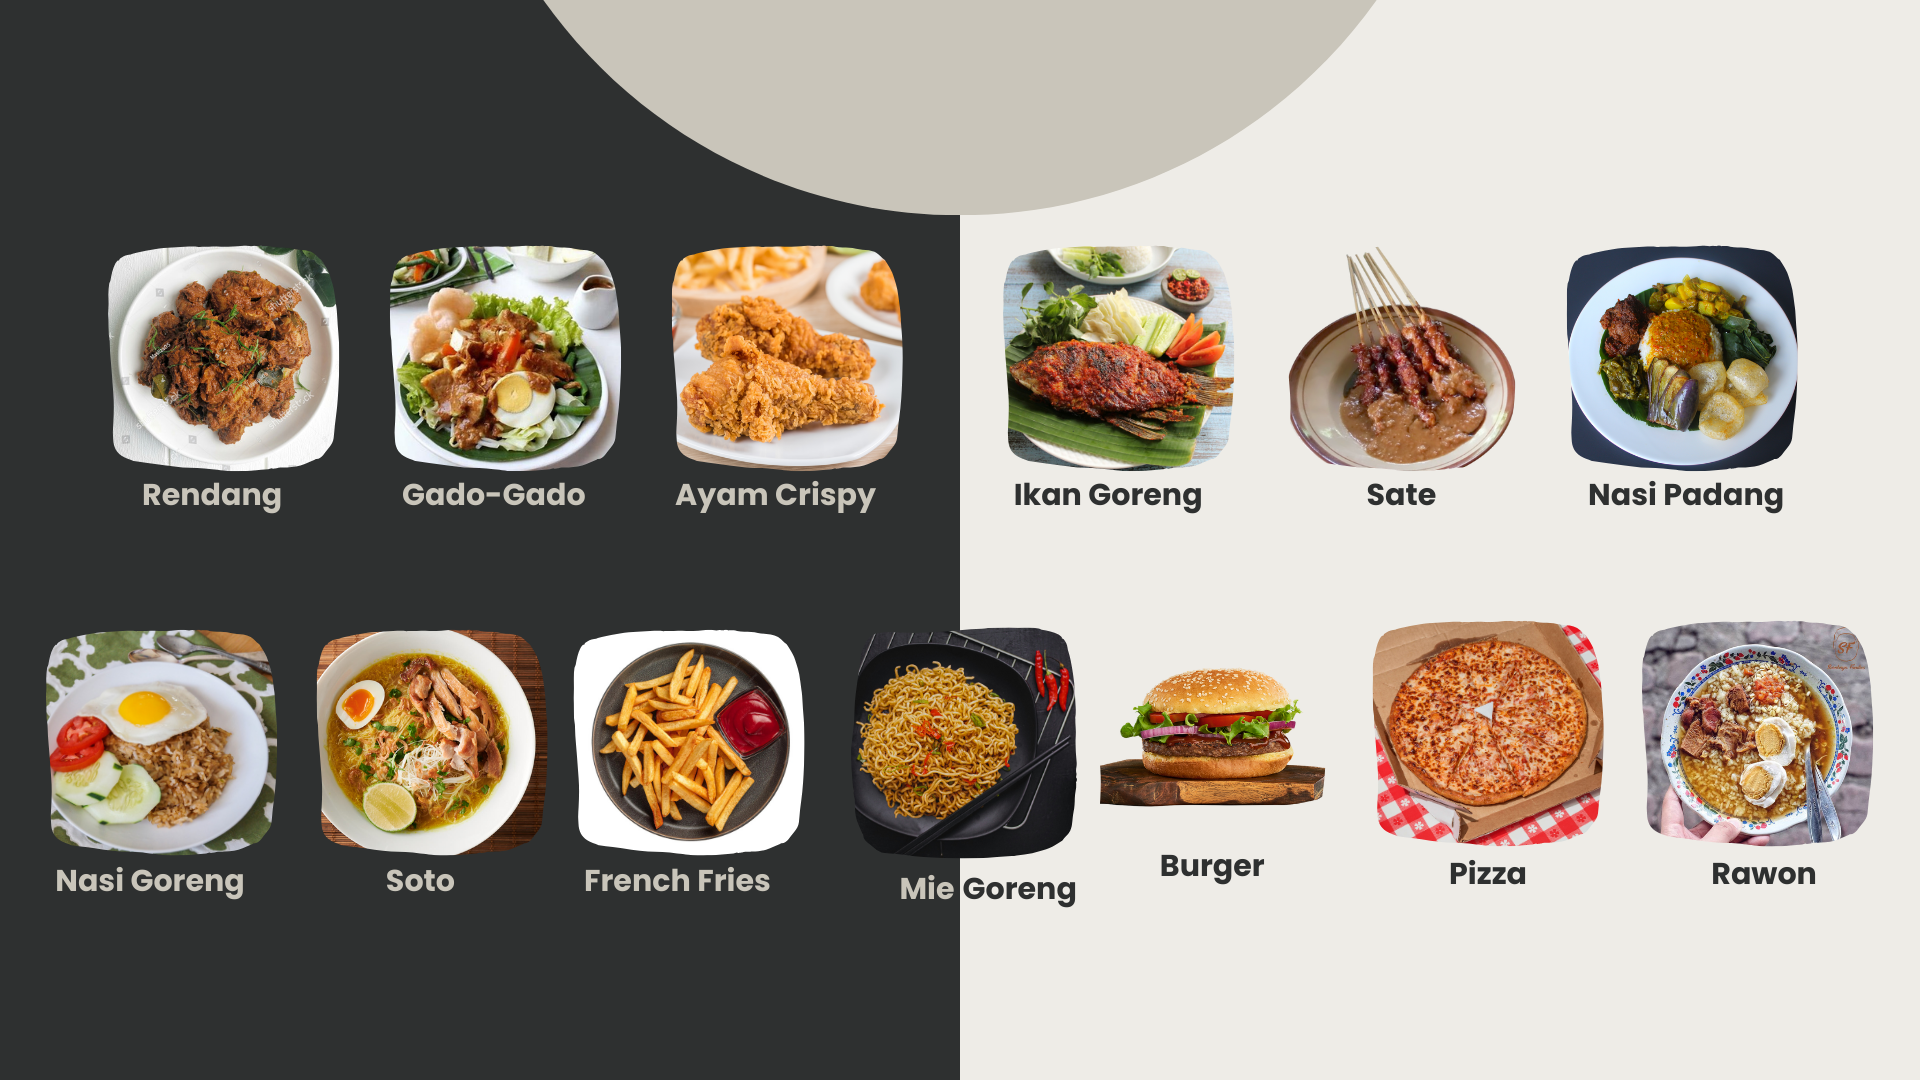 Rendang
Gado-Gado
Ayam Crispy
Ikan Goreng
Sate
Nasi Padang
Nasi Goreng
Soto
French Fries
Mie Goreng
Burger
Pizza
Rawon